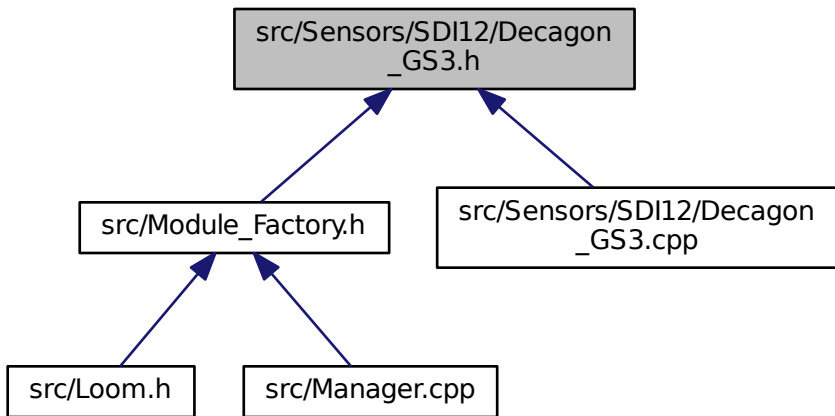 src/Sensors/SDI12/Decagon
_GS3.h
src/Module_Factory.h
src/Sensors/SDI12/Decagon
_GS3.cpp
src/Loom.h
src/Manager.cpp